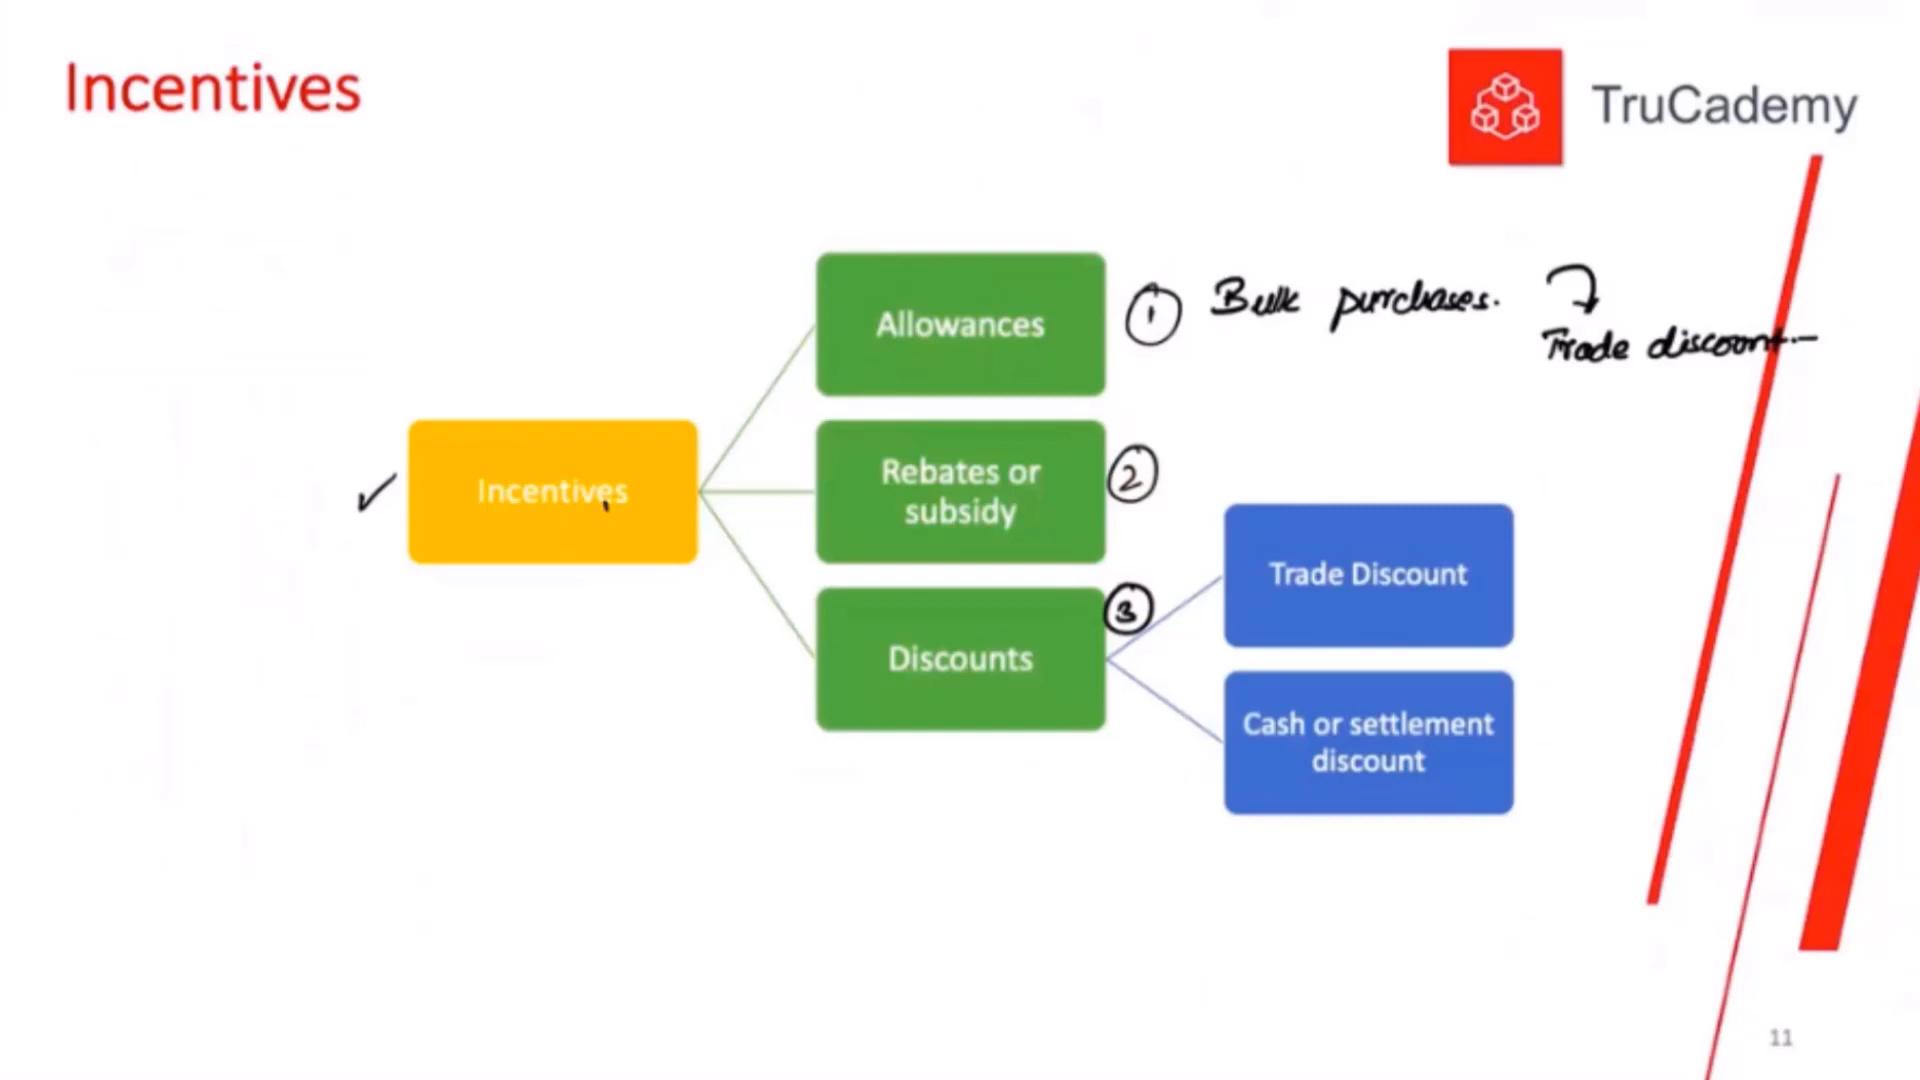 Incentives
TruCademy
Allowances
① Bulk purchases.
Trade discount.-
Incentives
Rebates or
subsidy
②
Discounts
③
Trade Discount
Cash or settlement
discount
11